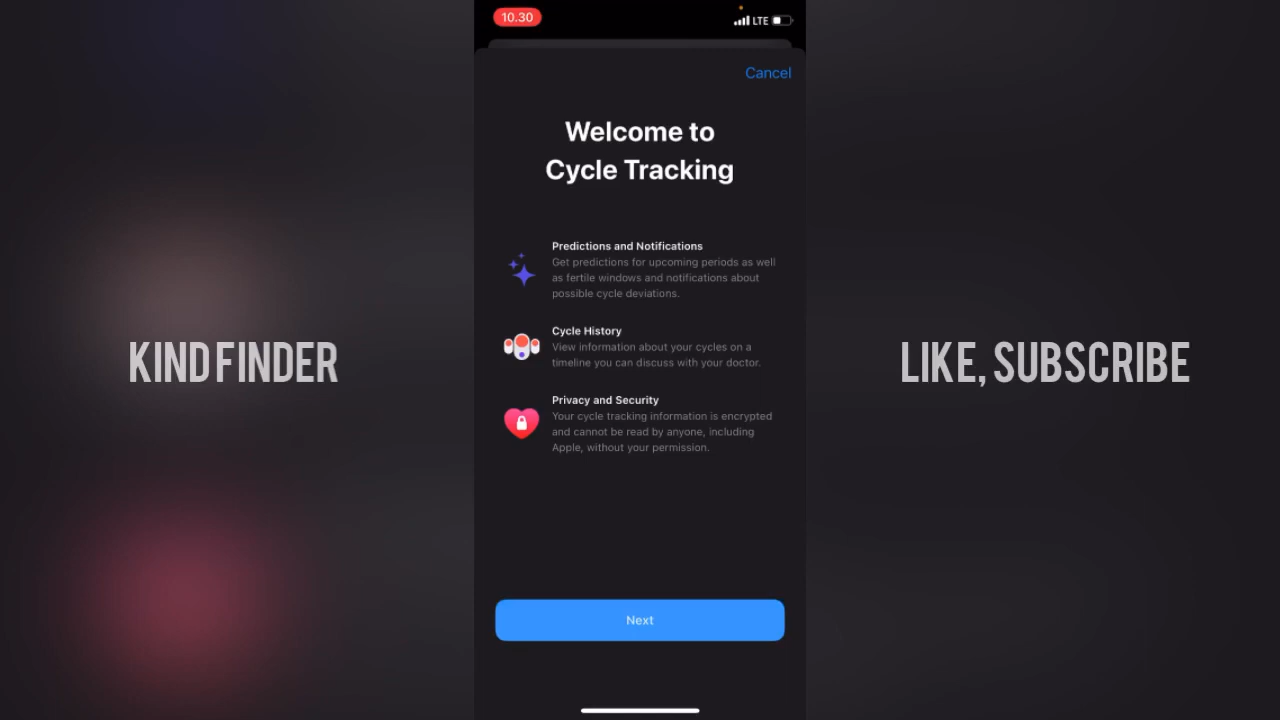 10.30
LTE
Cancel
Welcome to
Cycle Tracking
Predictions and Notifications
Get predictions for upcoming periods as well
as fertile windows and notifications about
possible cycle deviations.
Cycle History
View information about your cycles on a
timeline you can discuss with your doctor.
Privacy and Security
Your cycle tracking information is encrypted
and cannot be read by anyone, including
Apple, without your permission.
KIND FINDER
LIKE, SUBSCRIBE
Next